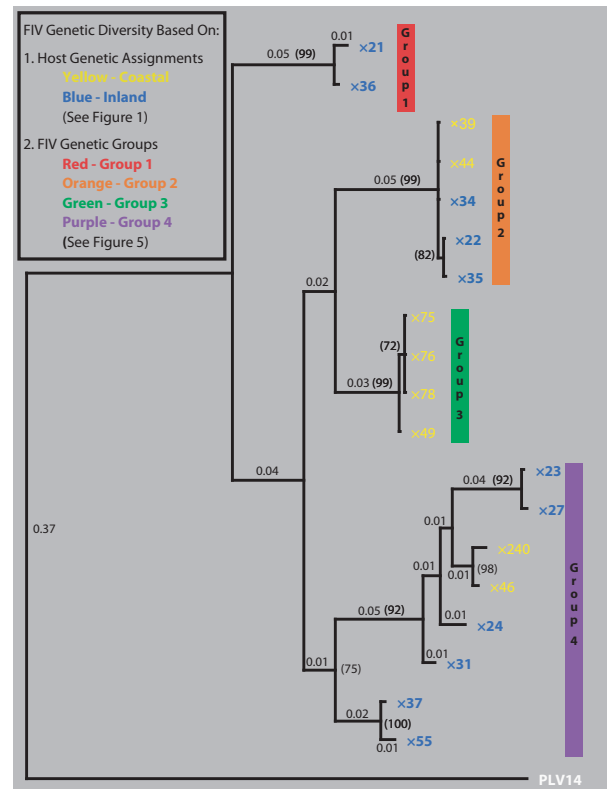 FIV Genetic Diversity Based On:
1. Host Genetic Assignments
Yellow - Coastal
Blue - Inland
(See Figure 1)
2. FIV Genetic Groups
Red - Group 1
Orange - Group 2
Green - Group 3
Purple - Group 4
(See Figure 5)
0.05 (99)
0.01
×21
×36
Group 1
×39
×44
0.05 (99)
×34
×22
(82)
×35
Group 2
0.02
×75
(72)
×76
0.03 (99)
×78
×49
Group 3
0.04
0.37
×23
0.04 (92)
×27
0.01
×240
0.01
(98)
×46
0.01
0.01
×24
0.05 (92)
0.01
×31
Group 4
0.01
(75)
×37
0.02
(100)
0.01
×55
PLV14